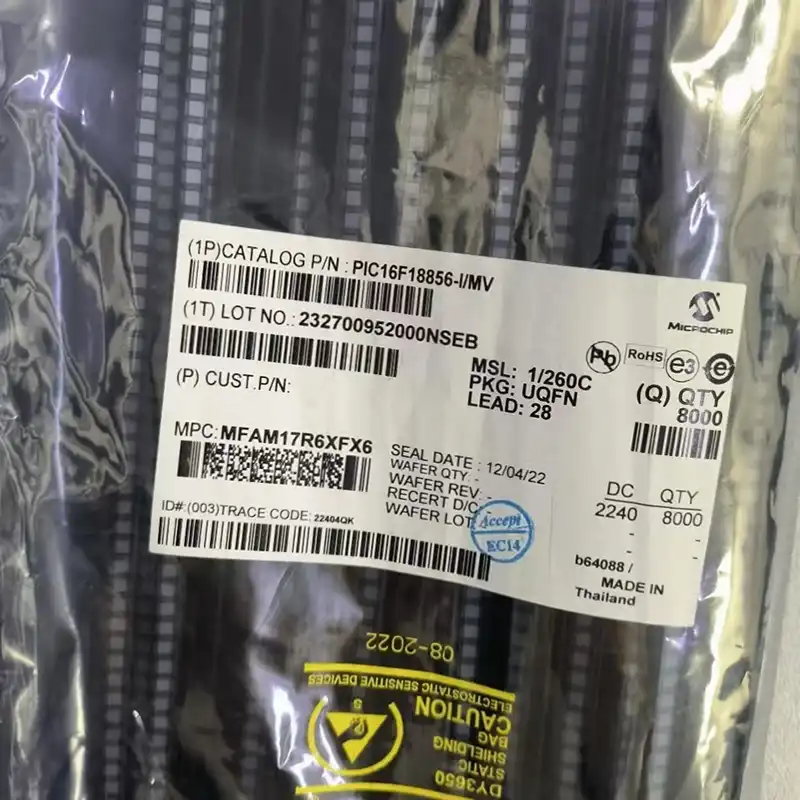 (1P)CATALOG P/N : PIC16F18856-I/MV
(1T) LOT NO.: 232700952000NSEB
(P) CUST.P/N:
MICROCHIP
Pb
RoHS
e3
e
MSL: 1/260C
PKG: UQFN
LEAD: 28
(Q) QTY
8000
MPC: MFAM17R6XFX6
SEAL DATE : 12/04/22
WAFER QTY: -
WAFER REV: -
RECERT D/C: -
WAFER LOT
Accept
EC14
DC QTY
2240 8000
- -
- -
ID#:(003)TRACE CODE: 22404QK
b64088 /
MADE IN
Thailand
08-2022
ELECTROSTATIC SENSITIVE DEVICES
CAUTION
STATIC
SHIELDING
BAG
DY3650